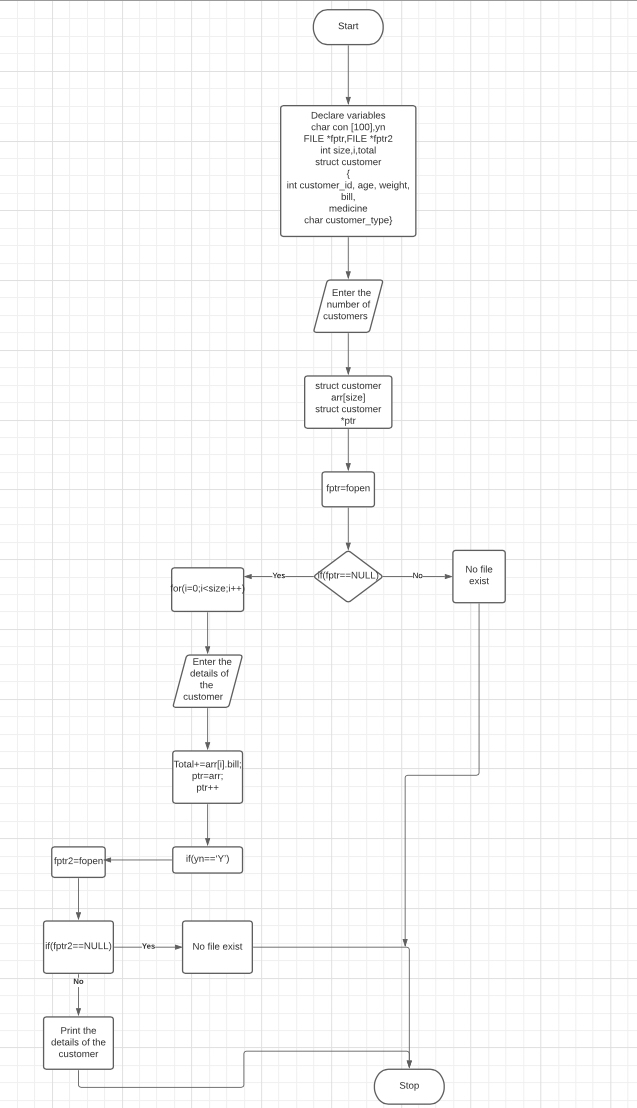 Start
Declare variables
char con [100],yn
FILE *fptr,FILE *fptr2
int size,i,total
struct customer
{
int customer_id, age, weight,
bill,
medicine
char customer_type}
Enter the
number of
customers
struct customer
arr[size]
struct customer
*ptr
fptr=fopen
if(fptr==NULL)
Yes
No
No file
exist
for(i=0;i<size;i++)
Enter the
details of
the
customer
Total+=arr[i].bill;
ptr=arr;
ptr++
if(yn=='Y')
fptr2=fopen
if(fptr2==NULL)
Yes
No file exist
No
Print the
details of the
customer
Stop